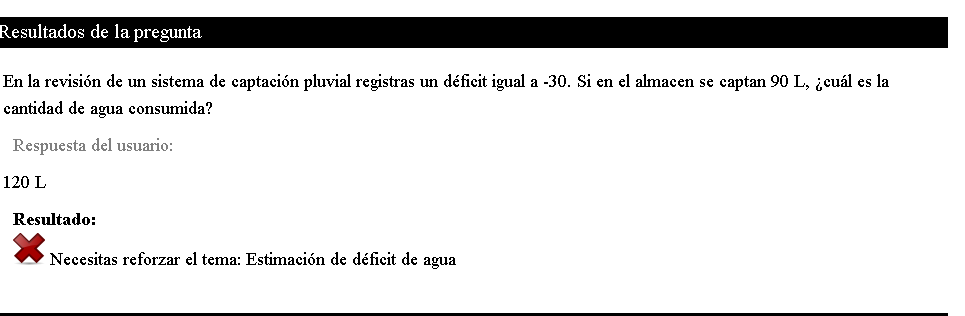 Resultados de la pregunta
En la revisión de un sistema de captación pluvial registras un déficit igual a -30. Si en el almacen se captan 90 L, ¿cuál es la
cantidad de agua consumida?
Respuesta del usuario:
120 L
Resultado:
Necesitas reforzar el tema: Estimación de déficit de agua